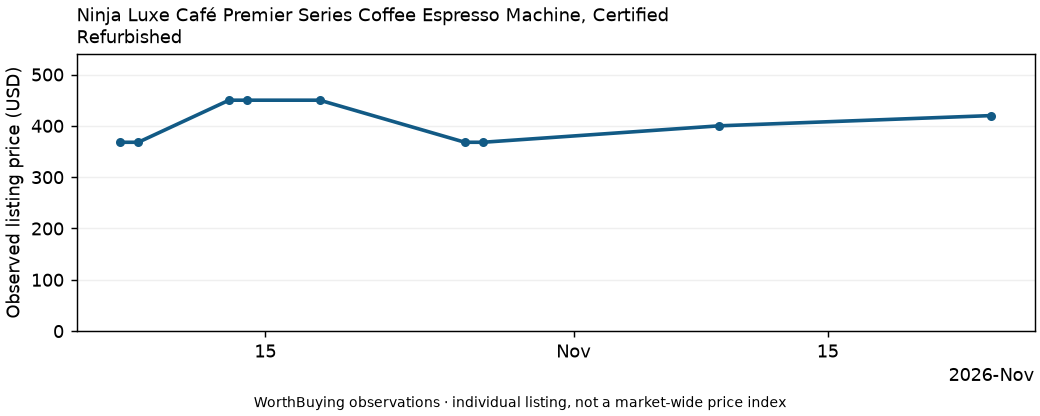 Ninja Luxe Café Premier Series Coffee Espresso Machine, Certified
Refurbished
Observed listing price (USD)
500
400
300
200
100
0
15
Nov
15
2026-Nov
WorthBuying observations · individual listing, not a market-wide price index